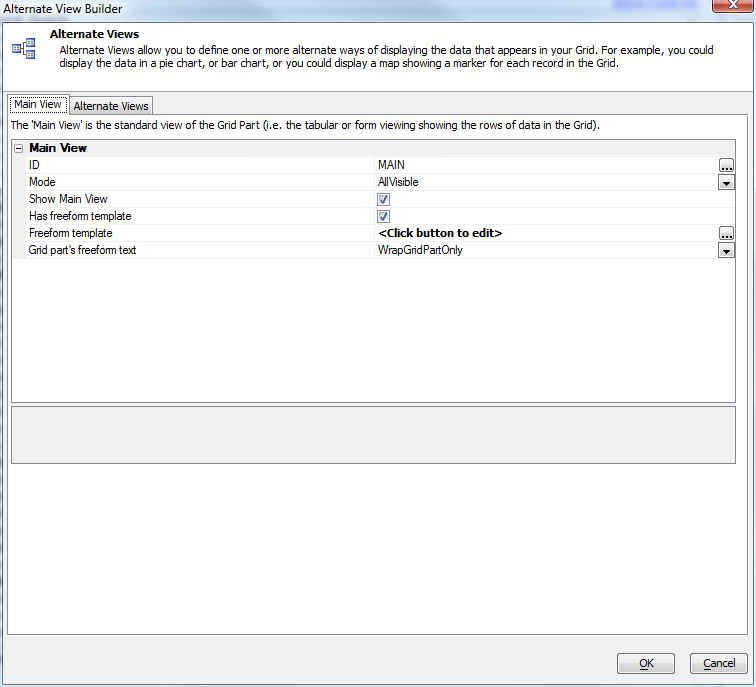 Alternate View Builder
Alternate Views
Alternate Views allow you to define one or more alternate ways of displaying the data that appears in your Grid. For example, you could
display the data in a pie chart, or bar chart, or you could display a map showing a marker for each record in the Grid.
Main View Alternate Views
The 'Main View' is the standard view of the Grid Part (i.e. the tabular or form viewing showing the rows of data in the Grid).
Main View
ID MAIN ...
Mode AllVisible
Show Main View
Has freeform template
Freeform template <Click button to edit> ...
Grid part's freeform text WrapGridPartOnly
OK Cancel